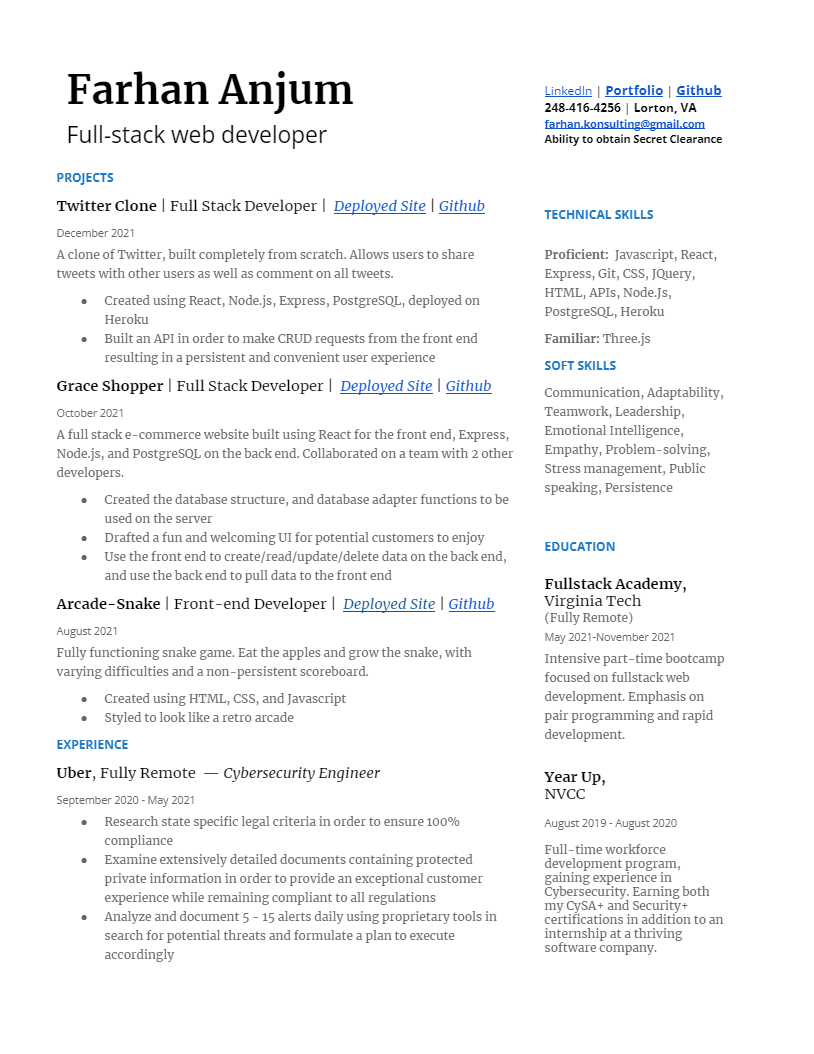 Farhan Anjum
Full-stack web developer
LinkedIn | Portfolio | Github
248-416-4256 | Lorton, VA
farhan.konsulting@gmail.com
Ability to obtain Secret Clearance
PROJECTS
Twitter Clone | Full Stack Developer | Deployed Site | Github
December 2021
A clone of Twitter, built completely from scratch. Allows users to share
tweets with other users as well as comment on all tweets.
● Created using React, Node.js, Express, PostgreSQL, deployed on
Heroku
● Built an API in order to make CRUD requests from the front end
resulting in a persistent and convenient user experience
Grace Shopper | Full Stack Developer | Deployed Site | Github
October 2021
A full stack e-commerce website built using React for the front end, Express,
Node.js, and PostgreSQL on the back end. Collaborated on a team with 2 other
developers.
● Created the database structure, and database adapter functions to be
used on the server
● Drafted a fun and welcoming UI for potential customers to enjoy
● Use the front end to create/read/update/delete data on the back end,
and use the back end to pull data to the front end
Arcade-Snake | Front-end Developer | Deployed Site | Github
August 2021
Fully functioning snake game. Eat the apples and grow the snake, with
varying difficulties and a non-persistent scoreboard.
● Created using HTML, CSS, and Javascript
● Styled to look like a retro arcade
EXPERIENCE
Uber, Fully Remote — Cybersecurity Engineer
September 2020 - May 2021
● Research state specific legal criteria in order to ensure 100%
compliance
● Examine extensively detailed documents containing protected
private information in order to provide an exceptional customer
experience while remaining compliant to all regulations
● Analyze and document 5 - 15 alerts daily using proprietary tools in
search for potential threats and formulate a plan to execute
accordingly
TECHNICAL SKILLS
Proficient: Javascript, React,
Express, Git, CSS, JQuery,
HTML, APIs, Node.Js,
PostgreSQL, Heroku
Familiar: Three.js
SOFT SKILLS
Communication, Adaptability,
Teamwork, Leadership,
Emotional Intelligence,
Empathy, Problem-solving,
Stress management, Public
speaking, Persistence
EDUCATION
Fullstack Academy,
Virginia Tech
(Fully Remote)
May 2021-November 2021
Intensive part-time bootcamp
focused on fullstack web
development. Emphasis on
pair programming and rapid
development.
Year Up,
NVCC
August 2019 - August 2020
Full-time workforce
development program,
gaining experience in
Cybersecurity. Earning both
my CySA+ and Security+
certifications in addition to an
internship at a thriving
software company.